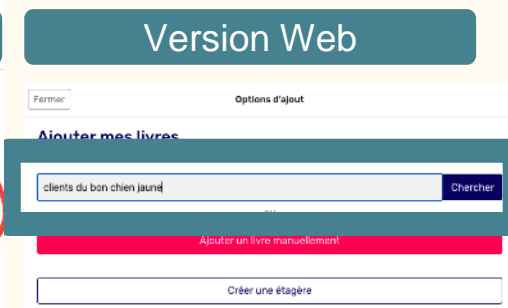 Version Web
Fermer
Options d'ajout
Ajouter mes livres
clients du bon chien jaune
Chercher
Ajouter un livre manuellement
Créer une étagère